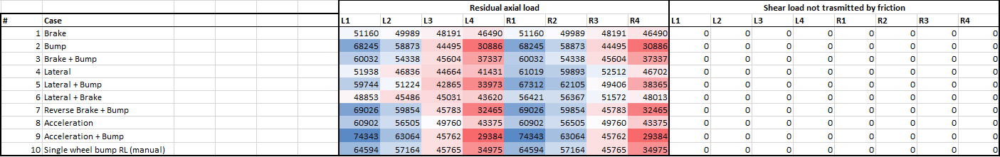 Residual axial load Shear load not trasmitted by friction
# Case L1 L2 L3 L4 R1 R2 R3 R4 L1 L2 L3 L4 R1 R2 R3 R4
1 Brake 51160 49989 48191 46490 51160 49989 48191 46490 0 0 0 0 0 0 0 0
2 Bump 68245 58873 44495 30886 68245 58873 44495 30886 0 0 0 0 0 0 0 0
3 Brake + Bump 60032 54338 45604 37337 60032 54338 45604 37337 0 0 0 0 0 0 0 0
4 Lateral 51938 46836 44664 41431 61019 59893 52512 46702 0 0 0 0 0 0 0 0
5 Lateral + Bump 59744 51224 42865 33973 67312 62105 49406 38365 0 0 0 0 0 0 0 0
6 Lateral + Brake 48853 45486 45031 43620 56421 56367 51572 48013 0 0 0 0 0 0 0 0
7 Reverse Brake + Bump 69026 59854 45783 32465 69026 59854 45783 32465 0 0 0 0 0 0 0 0
8 Acceleration 60902 56505 49760 43375 60902 56505 49760 43375 0 0 0 0 0 0 0 0
9 Acceleration + Bump 74343 63064 45762 29384 74343 63064 45762 29384 0 0 0 0 0 0 0 0
10 Single wheel bump RL (manual) 64594 57164 45765 34975 64594 57164 45765 34975 0 0 0 0 0 0 0 0